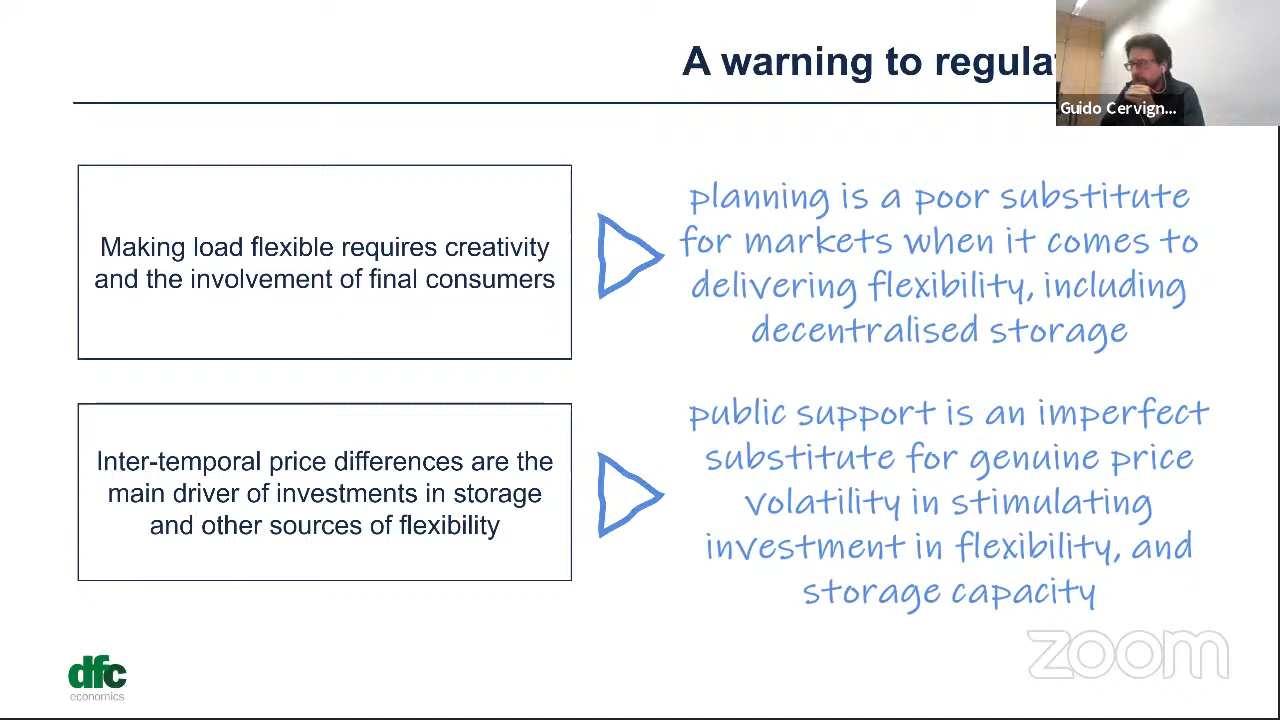 A warning to regula
Guido Cervign...
Making load flexible requires creativity
and the involvement of final consumers
planning is a poor substitute
for markets when it comes to
delivering flexibility, including
decentralised storage
Inter-temporal price differences are the
main driver of investments in storage
and other sources of flexibility
public support is an imperfect
substitute for genuine price
volatility in stimulating
investment in flexibility, and
storage capacity
dfc
economics
zoom